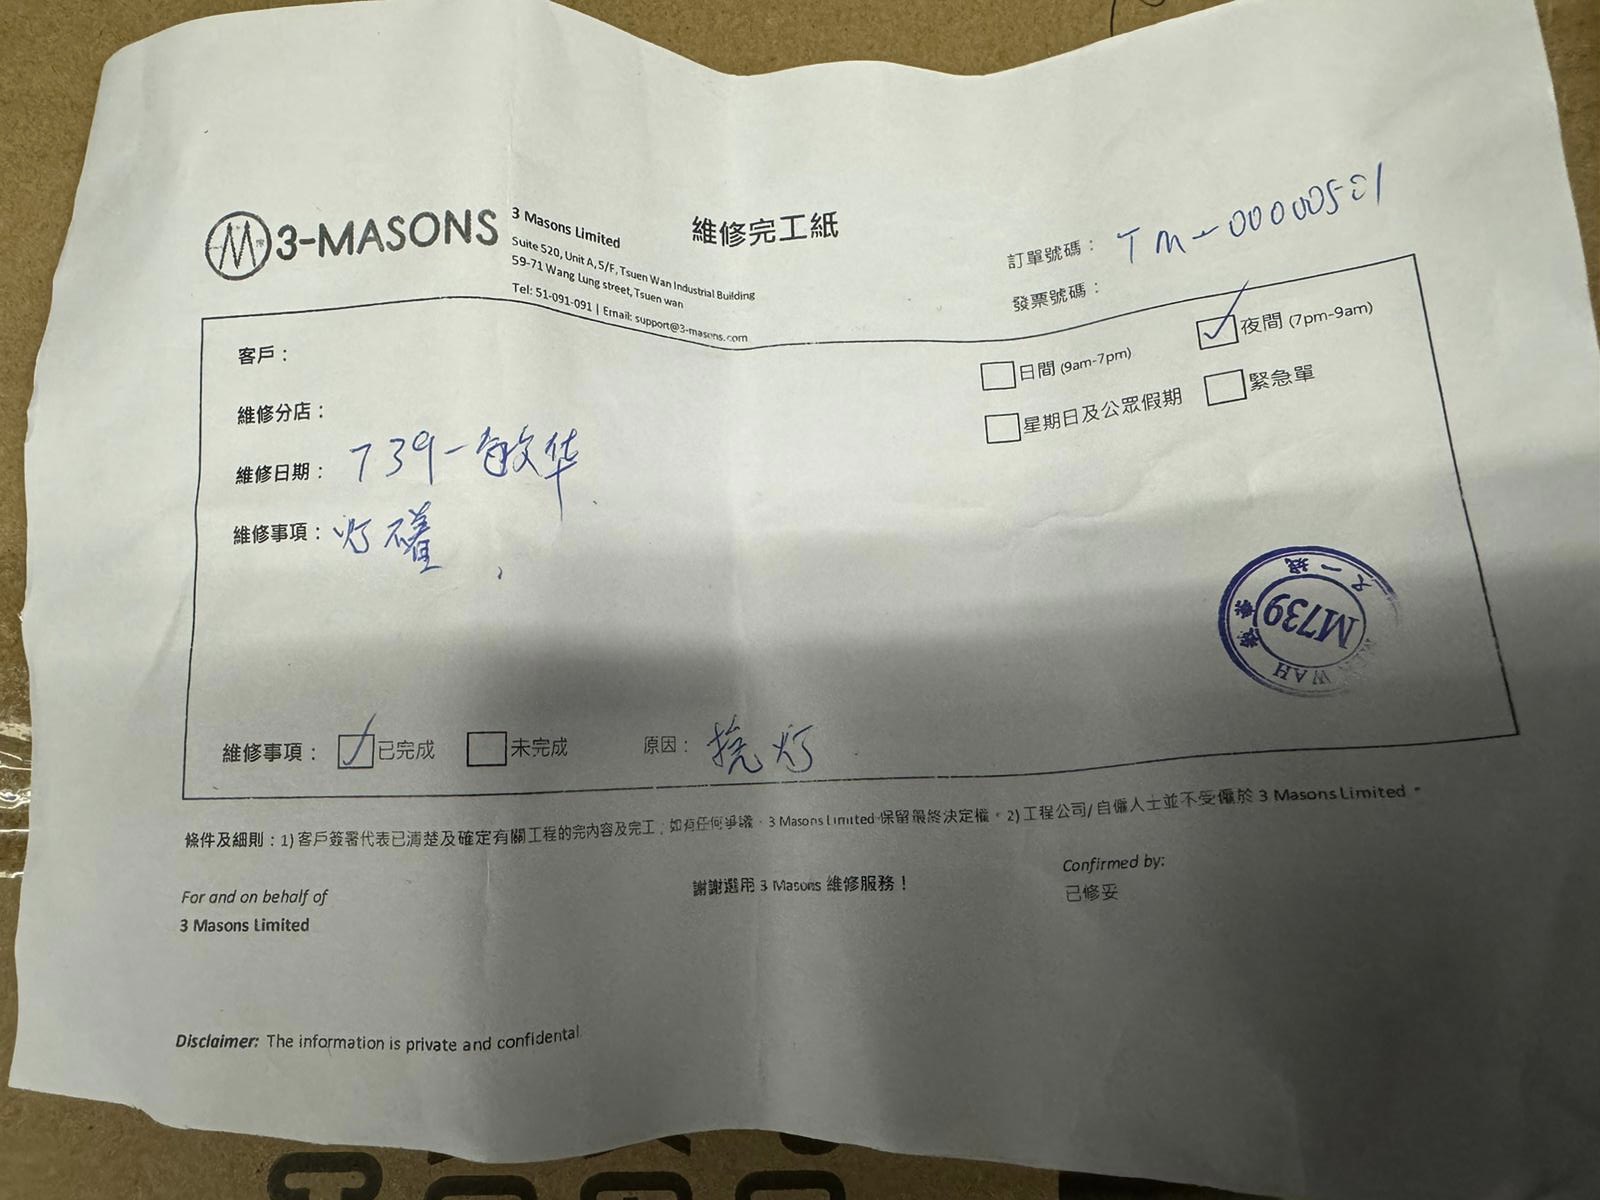 3-MASONS
3 Masons Limited
Suite 520, Unit A, 5/F, Tsuen Wan Industrial Building
59-71 Wang Lung street, Tsuen wan
Tel: 51-091-091 | Email: support@3-masons.com
維修完工紙
訂單號碼： TM-00000501
發票號碼：
客戶：
日間 (9am-7pm)
夜間 (7pm-9am)
維修分店：
星期日及公眾假期
緊急單
維修日期： 739-敏华
維修事項： 灯
又一城
M739
WAH
維修事項： 已完成 未完成 原因： 灯
條件及細則：1) 客戶簽署代表已清楚及確定有關工程的完內容及完工，如有任何爭議，3 Masons Limited 保留最終決定權。2) 工程公司/ 自僱人士並不受僱於 3 Masons Limited。
For and on behalf of
3 Masons Limited
謝謝選用 3 Masons 維修服務！
Confirmed by:
已修妥
Disclaimer: The information is private and confidental